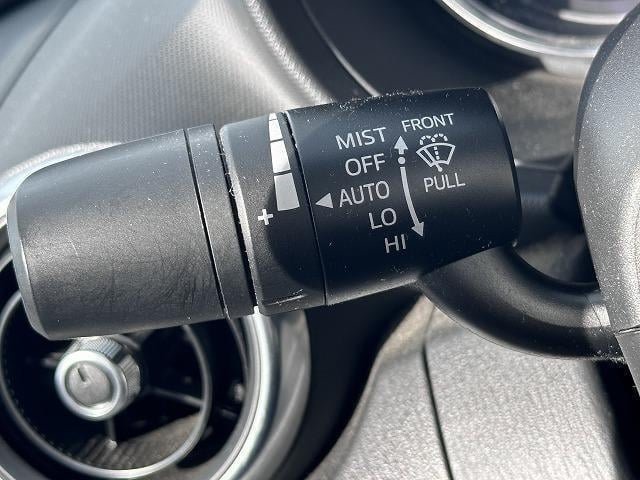 MIST
OFF
AUTO
LO
HI
FRONT
PULL
+